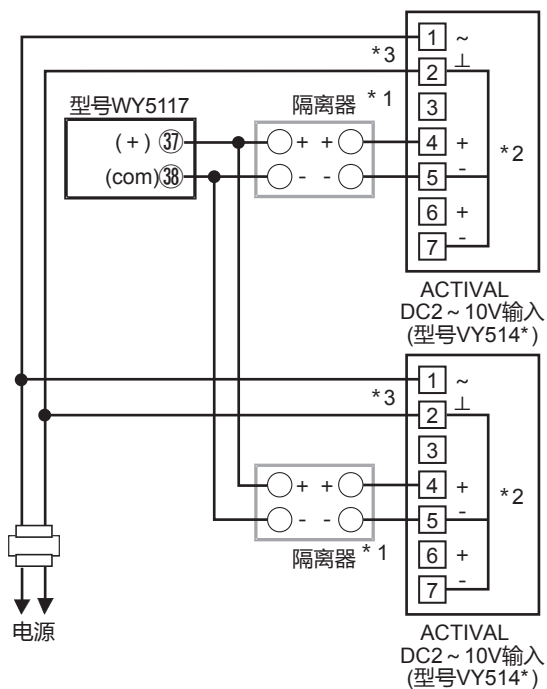 1 ~
*3
2 ⊥
型号WY5117
隔离器 *1
3
(+) ㊲
+ +
4 +
*2
(com)㊳
- -
5 -
6 +
7 -
ACTIVAL
DC2~10V输入
(型号VY514*)
1 ~
*3
2 ⊥
3
+ +
4 +
*2
- -
5 -
隔离器 *1
6 +
7 -
电源
ACTIVAL
DC2~10V输入
(型号VY514*)